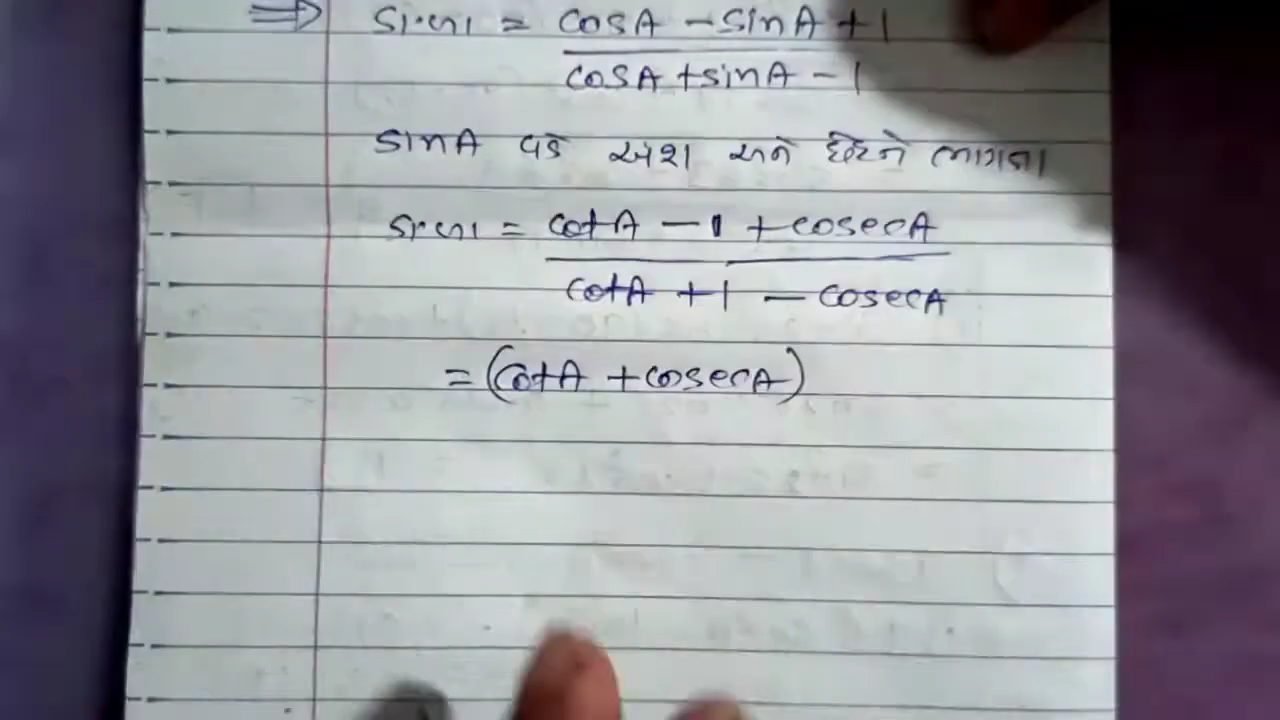 ⇒ ડા.બા = cosA - sinA + 1
cosA + sinA - 1
sinA વડે અંશ અને છેદને ભાગતા
ડા.બા = cotA - 1 + cosecA
cotA + 1 - cosecA
= (cotA + cosecA)